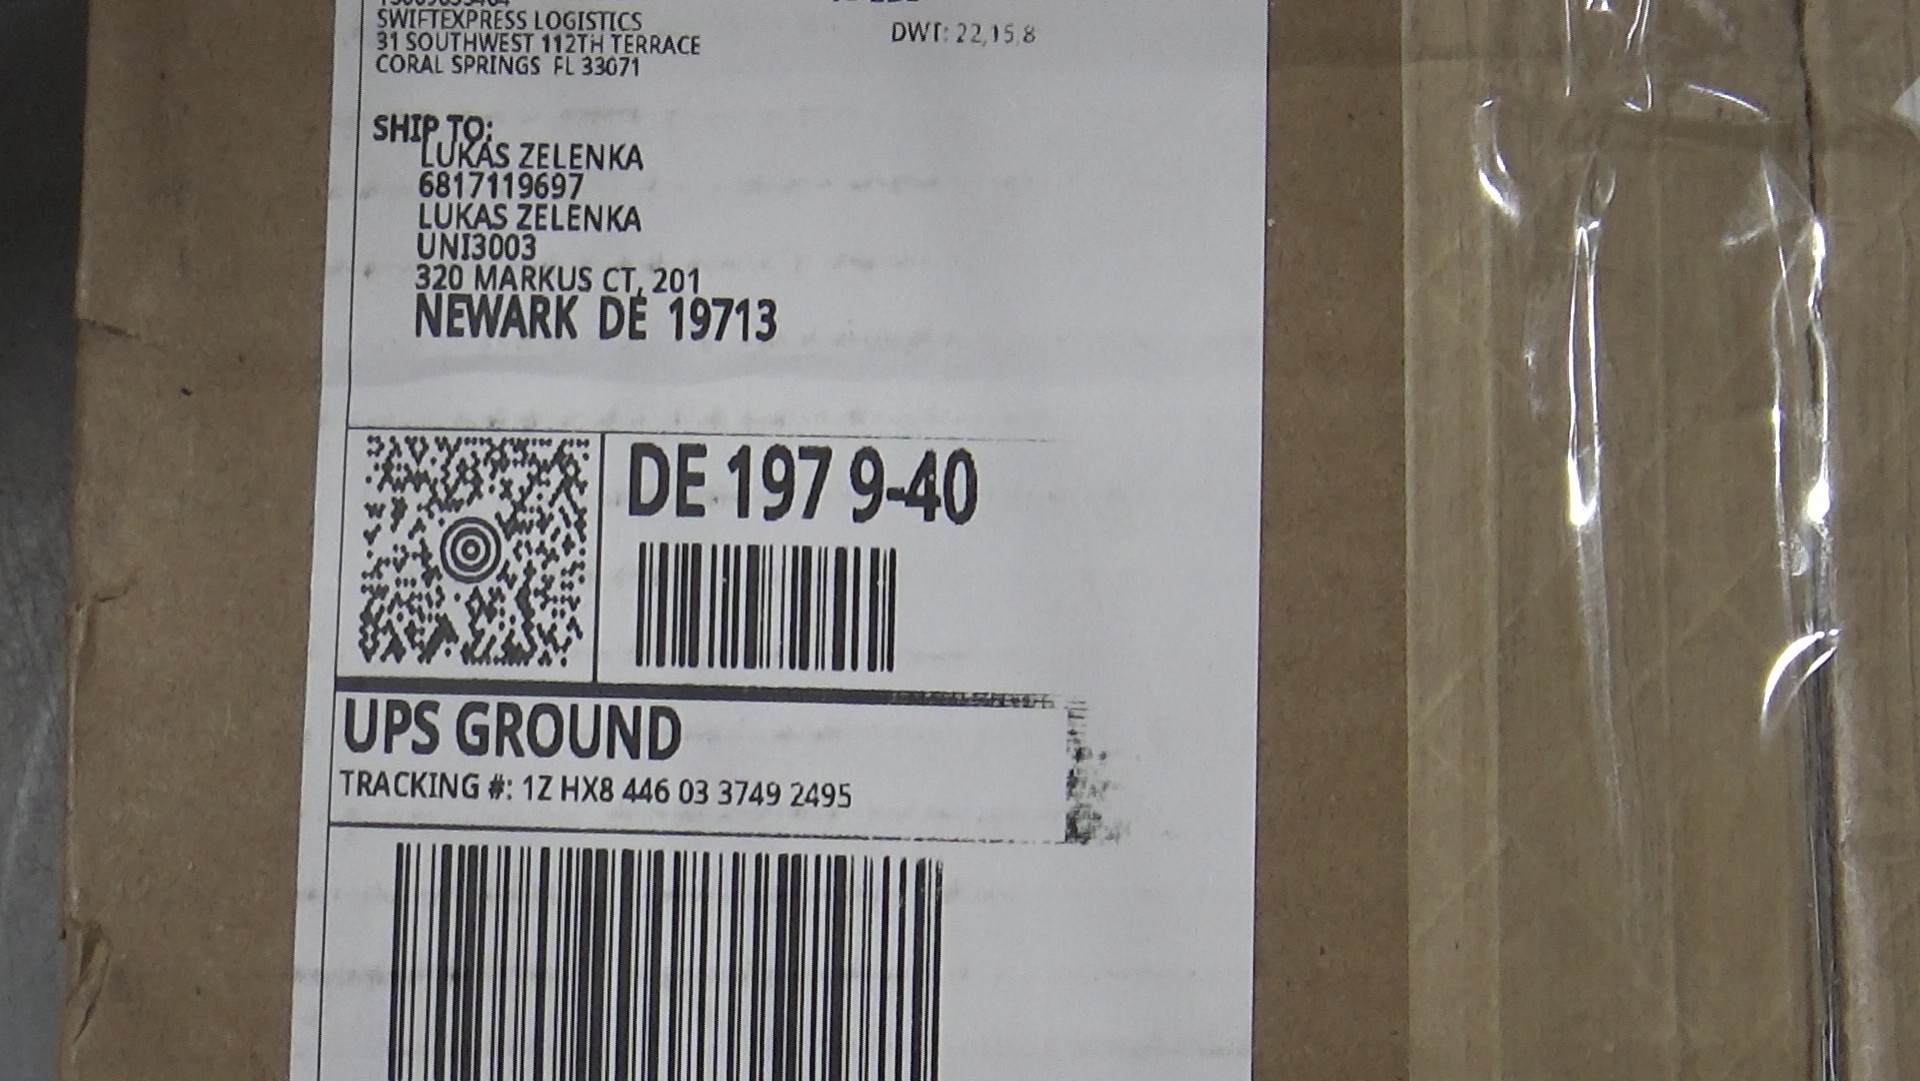 SWIFTEXPRESS LOGISTICS
31 SOUTHWEST 112TH TERRACE
CORAL SPRINGS FL 33071
DWT: 22,15,8
SHIP TO:
LUKAS ZELENKA
6817119697
LUKAS ZELENKA
UNI3003
320 MARKUS CT, 201
NEWARK DE 19713
DE 197 9-40
UPS GROUND
TRACKING #: 1Z HX8 446 03 3749 2495